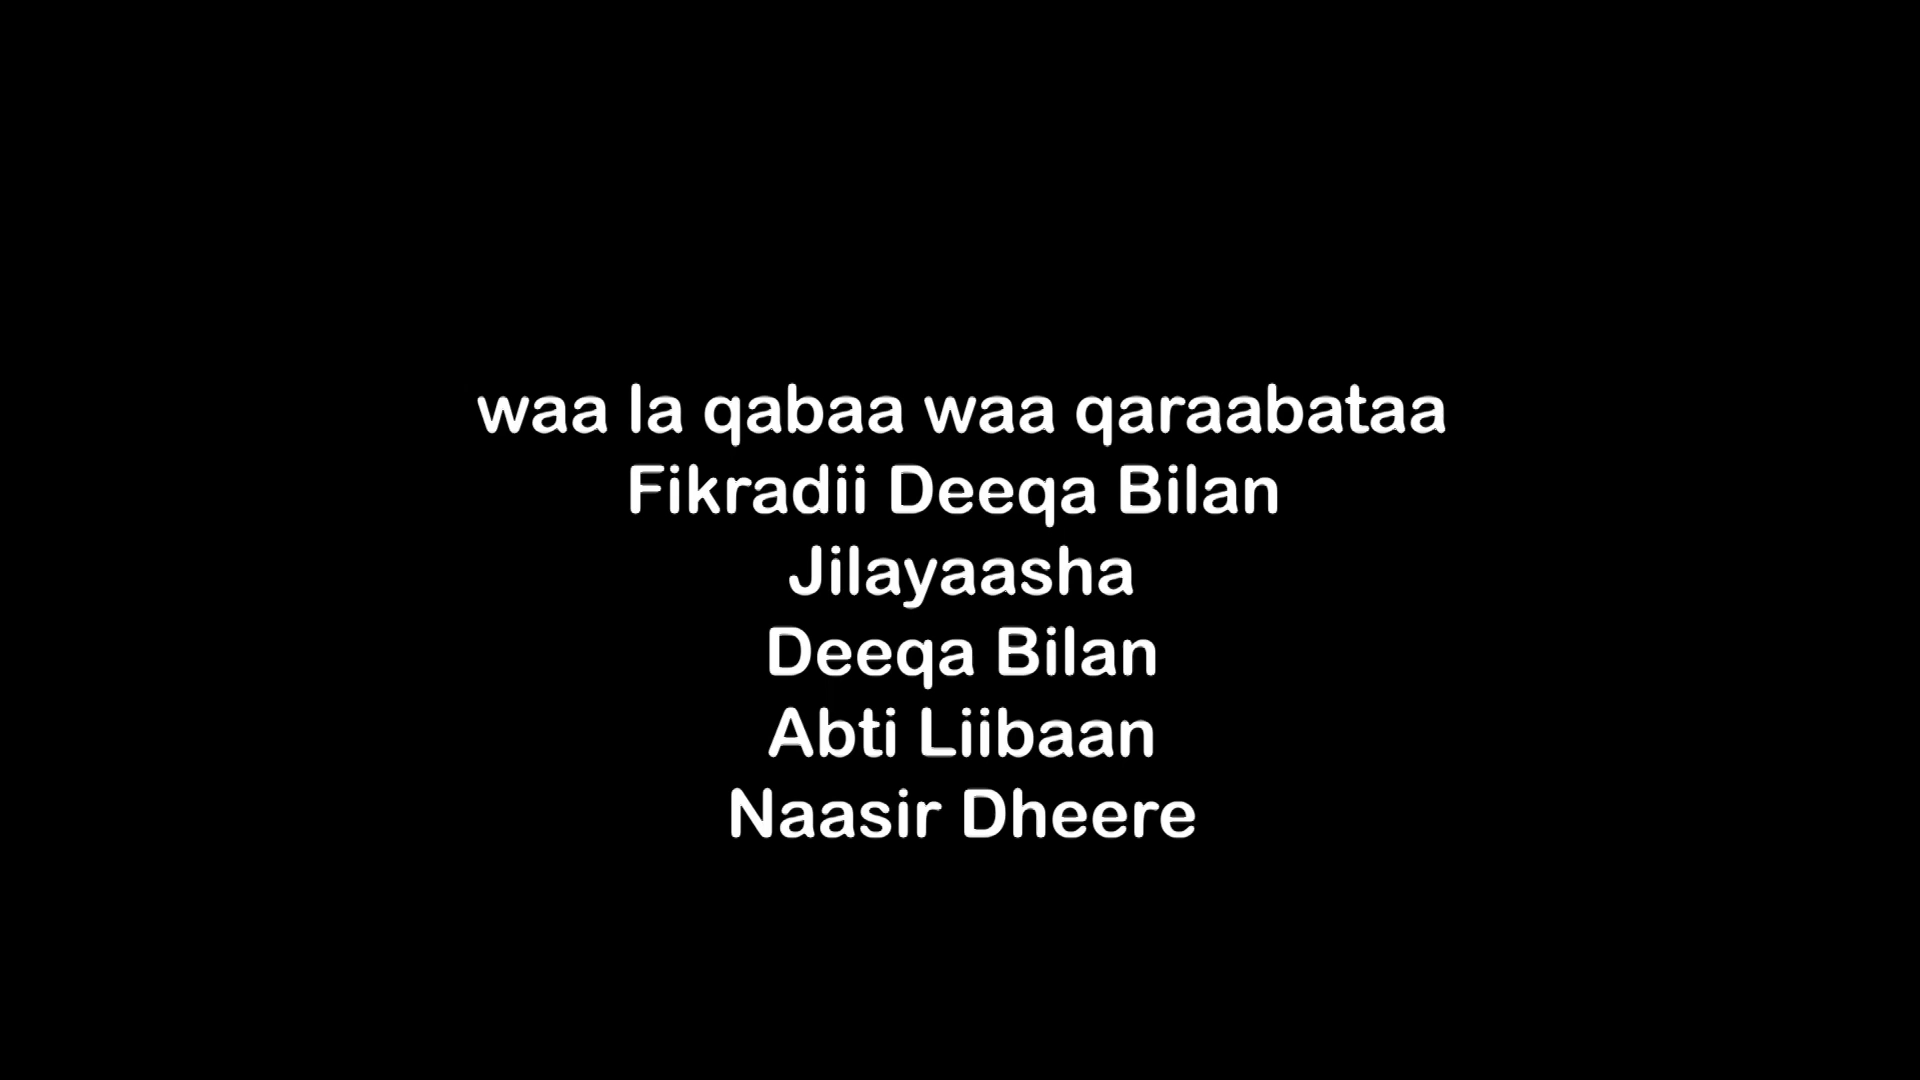 waa la qabaa waa qaraabataa
Fikradii Deeqa Bilan
Jilayaasha
Deeqa Bilan
Abti Liibaan
Naasir Dheere